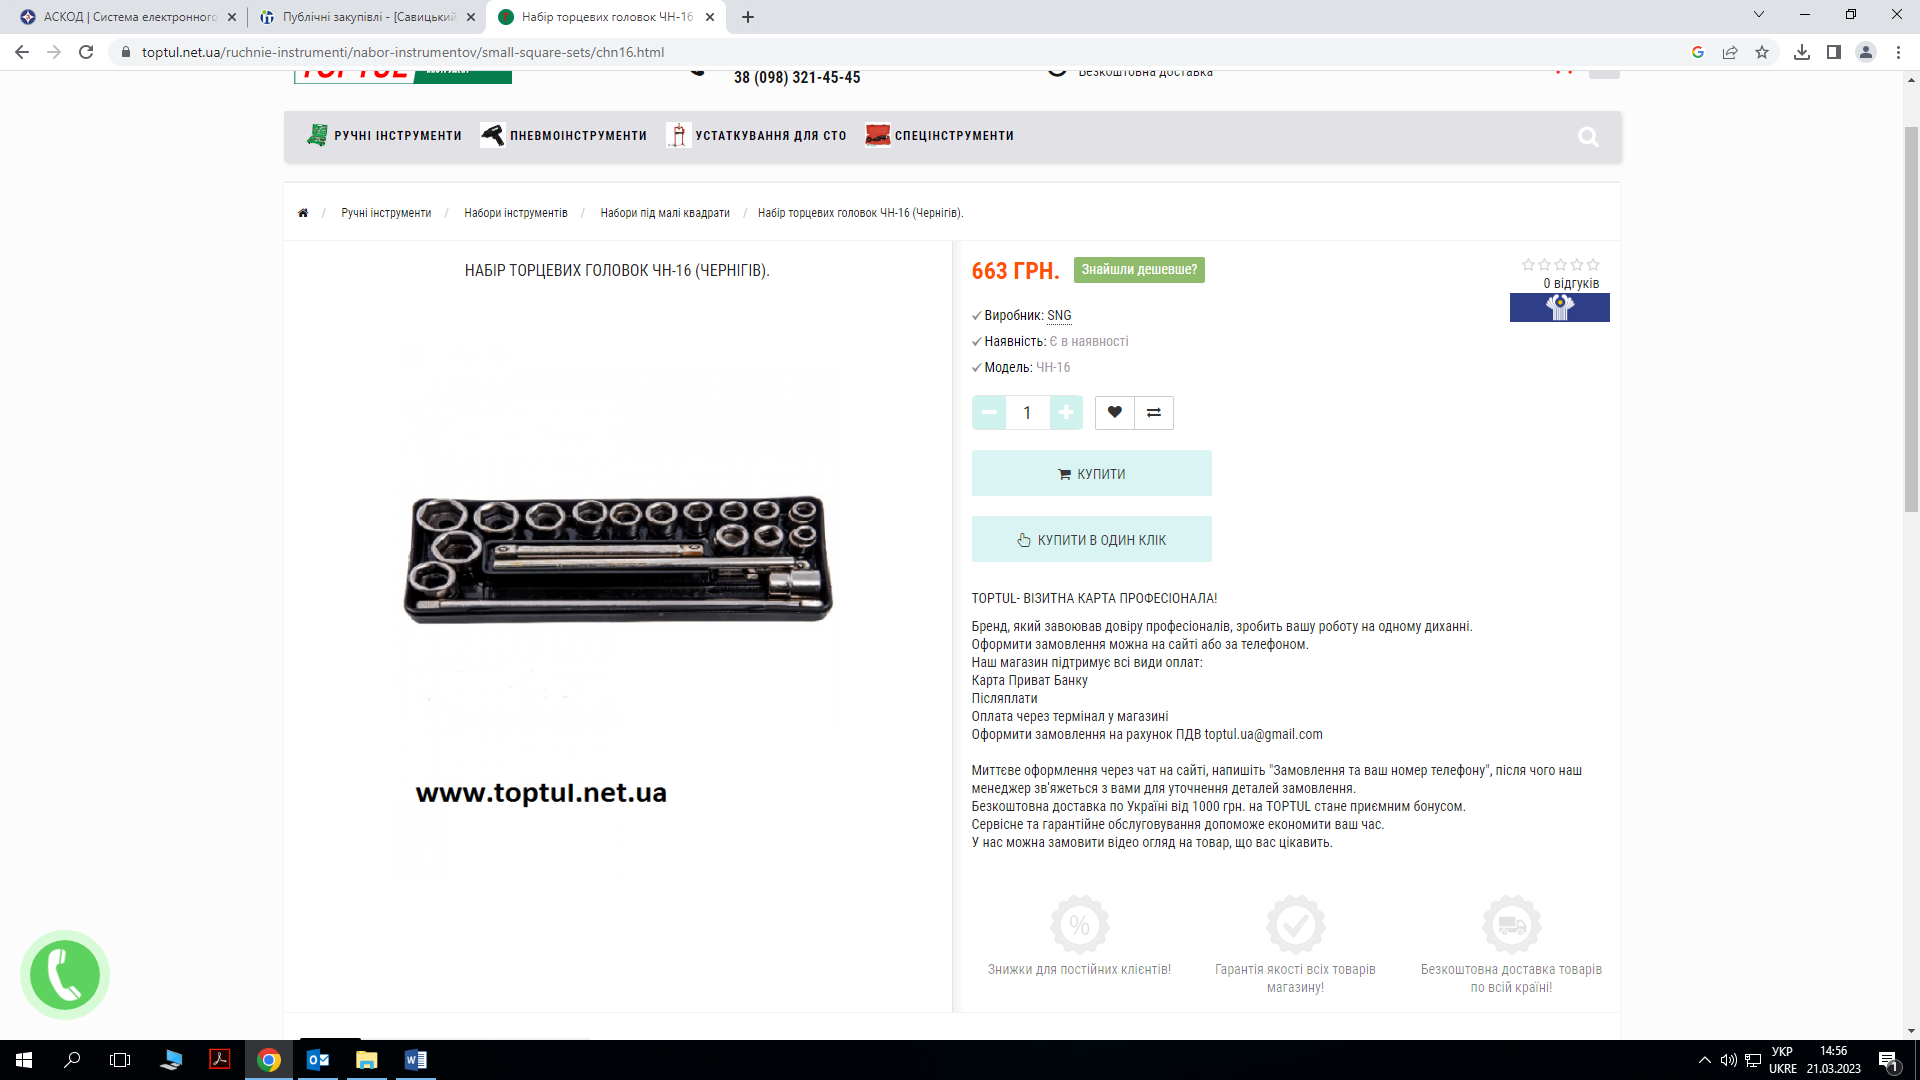 АСКОД | Система електронного
Публічні закупівлі - [Савицький
Набір торцевих головок ЧН-16
toptul.net.ua/ruchnie-instrumenti/nabor-instrumentov/small-square-sets/chn16.html
TOPTUL
38 (098) 321-45-45
Безкоштовна доставка
РУЧНІ ІНСТРУМЕНТИ
ПНЕВМОІНСТРУМЕНТИ
УСТАТКУВАННЯ ДЛЯ СТО
СПЕЦІНСТРУМЕНТИ
/ Ручні інструменти / Набори інструментів / Набори під малі квадрати / Набір торцевих головок ЧН-16 (Чернігів).
НАБІР ТОРЦЕВИХ ГОЛОВОК ЧН-16 (ЧЕРНІГІВ).
www.toptul.net.ua
663 ГРН.
Знайшли дешевше?
0 відгуків
Виробник: SNG
Наявність: Є в наявності
Модель: ЧН-16
1
КУПИТИ
КУПИТИ В ОДИН КЛІК
TOPTUL- ВІЗИТНА КАРТА ПРОФЕСІОНАЛА!
Бренд, який завоював довіру професіоналів, зробить вашу роботу на одному диханні.
Оформити замовлення можна на сайті або за телефоном.
Наш магазин підтримує всі види оплат:
Карта Приват Банку
Післяплати
Оплата через термінал у магазині
Оформити замовлення на рахунок ПДВ toptul.ua@gmail.com
Миттєве оформлення через чат на сайті, напишіть "Замовлення та ваш номер телефону", після чого наш
менеджер зв'яжеться з вами для уточнення деталей замовлення.
Безкоштовна доставка по Україні від 1000 грн. на TOPTUL стане приємним бонусом.
Сервісне та гарантійне обслуговування допоможе економити ваш час.
У нас можна замовити відео огляд на товар, що вас цікавить.
%
Знижки для постійних клієнтів!
Гарантія якості всіх товарів
магазину!
Безкоштовна доставка товарів
по всій країні!
УКР
UKRE
14:56
21.03.2023
1